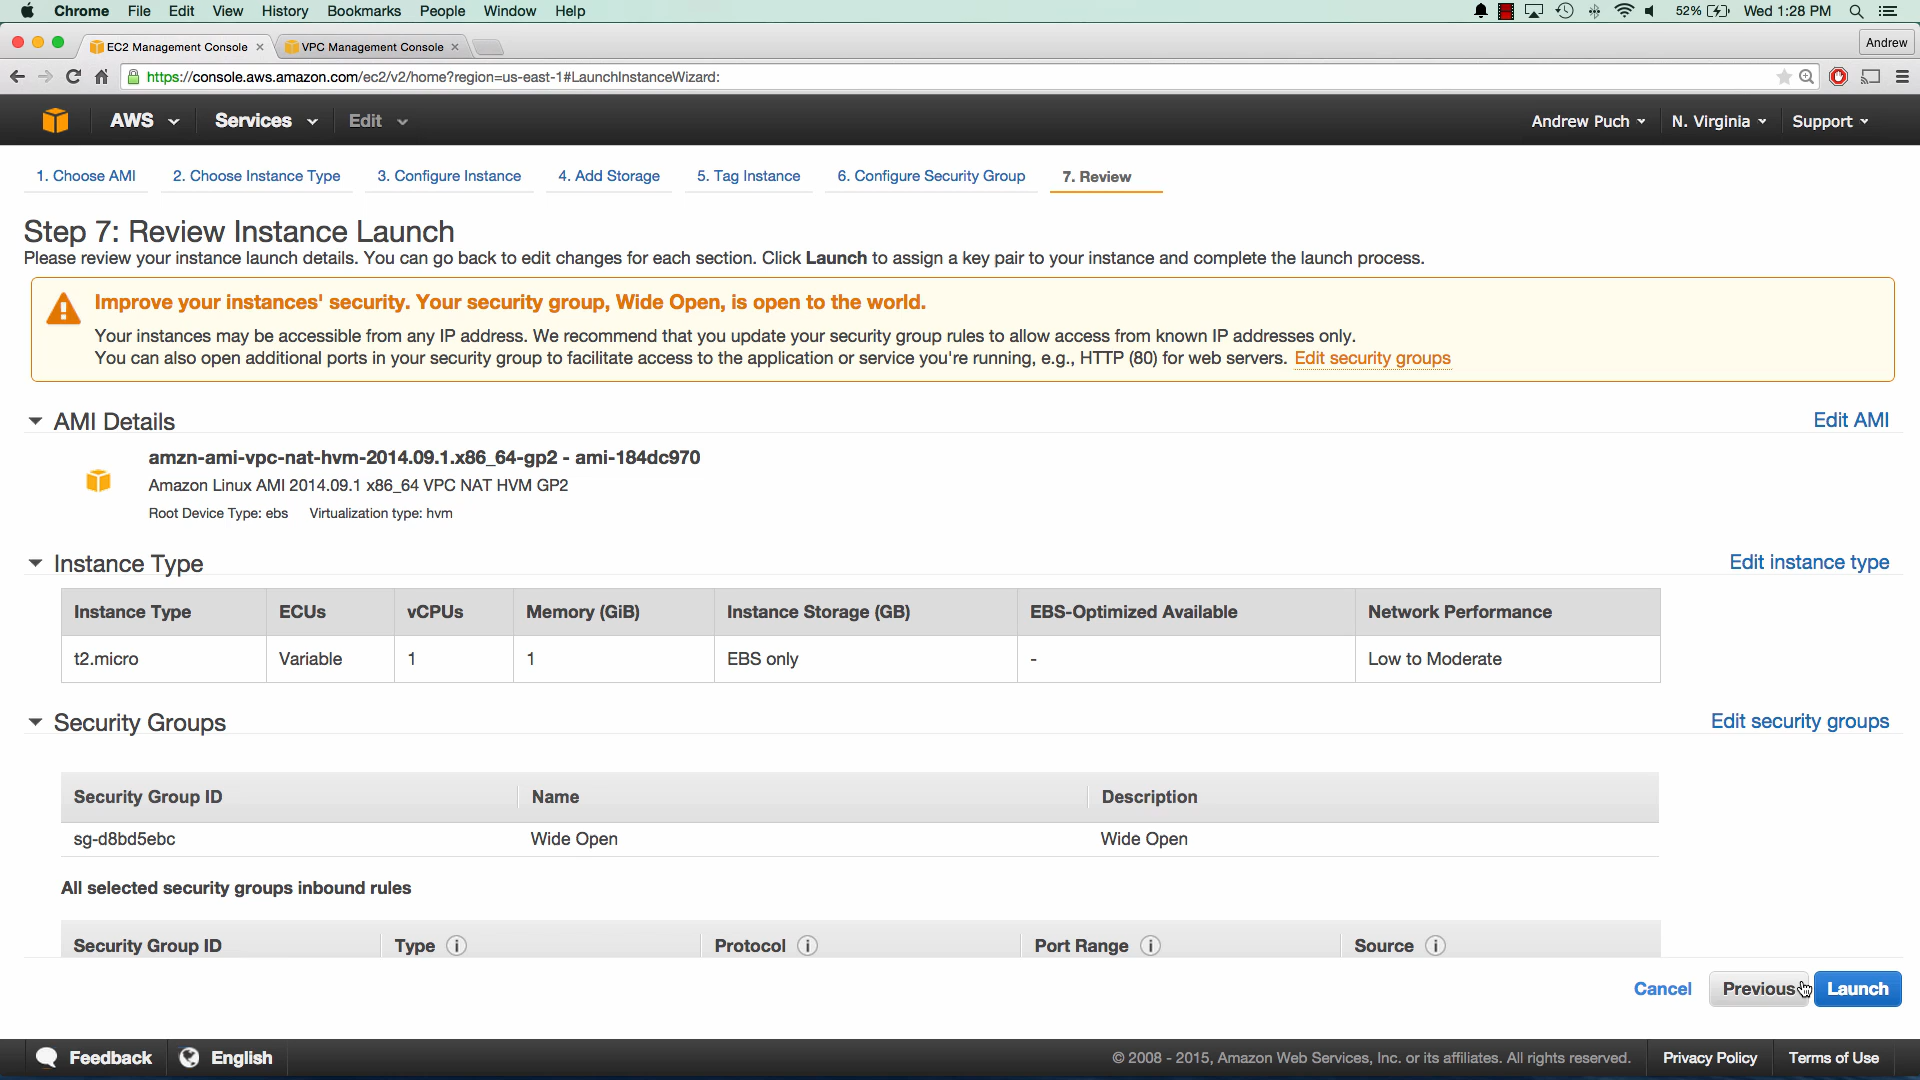 Chrome File Edit View History Bookmarks People Window Help 52% Wed 1:28 PM
EC2 Management Console VPC Management Console Andrew
https://console.aws.amazon.com/ec2/v2/home?region=us-east-1#LaunchInstanceWizard:
AWS Services Edit Andrew Puch N. Virginia Support
1. Choose AMI 2. Choose Instance Type 3. Configure Instance 4. Add Storage 5. Tag Instance 6. Configure Security Group 7. Review
Step 7: Review Instance Launch
Please review your instance launch details. You can go back to edit changes for each section. Click Launch to assign a key pair to your instance and complete the launch process.
Improve your instances' security. Your security group, Wide Open, is open to the world.
Your instances may be accessible from any IP address. We recommend that you update your security group rules to allow access from known IP addresses only.
You can also open additional ports in your security group to facilitate access to the application or service you're running, e.g., HTTP (80) for web servers. Edit security groups
AMI Details Edit AMI
amzn-ami-vpc-nat-hvm-2014.09.1.x86_64-gp2 - ami-184dc970
Amazon Linux AMI 2014.09.1 x86_64 VPC NAT HVM GP2
Root Device Type: ebs Virtualization type: hvm
Instance Type Edit instance type
Instance Type ECUs vCPUs Memory (GiB) Instance Storage (GB) EBS-Optimized Available Network Performance
t2.micro Variable 1 1 EBS only - Low to Moderate
Security Groups Edit security groups
Security Group ID Name Description
sg-d8bd5ebc Wide Open Wide Open
All selected security groups inbound rules
Security Group ID Type Protocol Port Range Source
Cancel Previous Launch
Feedback English © 2008 - 2015, Amazon Web Services, Inc. or its affiliates. All rights reserved. Privacy Policy Terms of Use